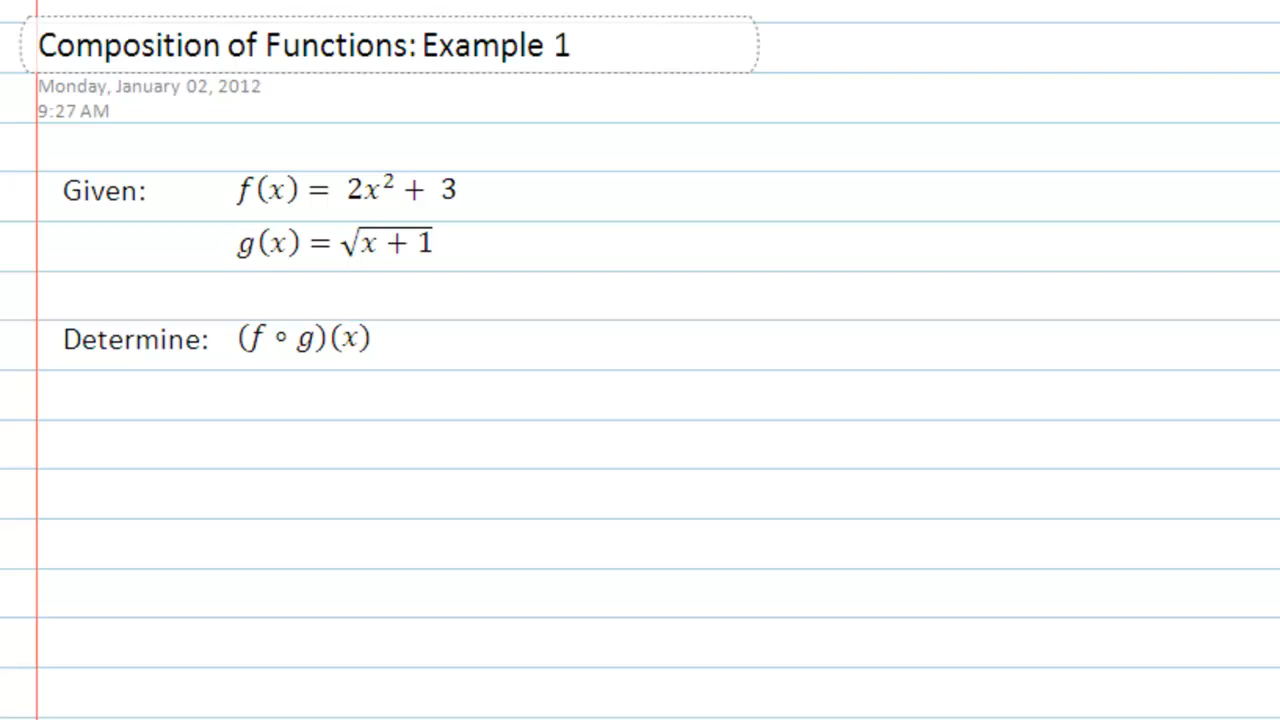 Composition of Functions: Example 1
Monday, January 02, 2012
9:27 AM
Given: f(x) = 2x² + 3
g(x) = √(x + 1)
Determine: (f ∘ g)(x)